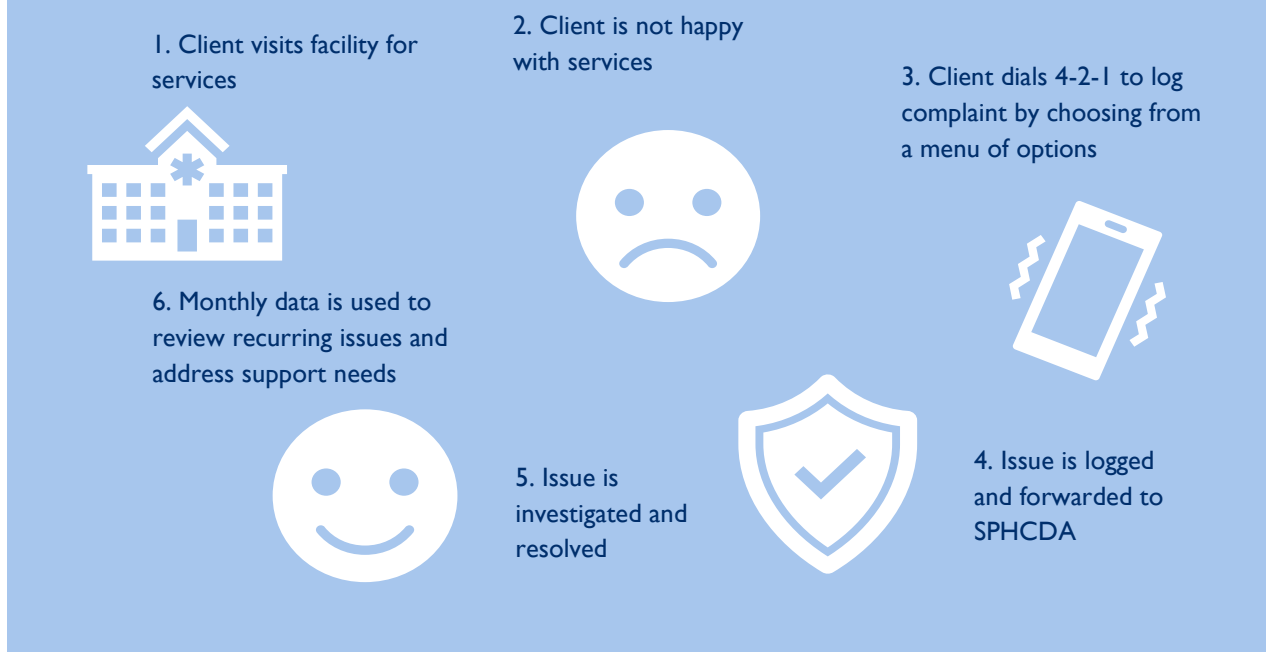 1. Client visits facility for
services
2. Client is not happy
with services
3. Client dials 4-2-1 to log
complaint by choosing from
a menu of options
4. Issue is logged
and forwarded to
SPHCDA
5. Issue is
investigated and
resolved
6. Monthly data is used to
review recurring issues and
address support needs